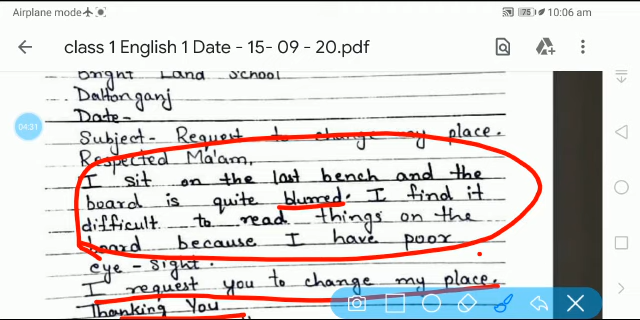 Airplane mode 75 10:06 am
class 1 English 1 Date - 15- 09 - 20.pdf
Bright Land School
Daltonganj
Date-
04:31
Subject- Request to change my place.
Respected Ma'am,
I sit on the last bench and the
board is quite blurred. I find it
difficult to read things on the
board because I have poor
eye-sight.
I request you to change my place.
Thanking You